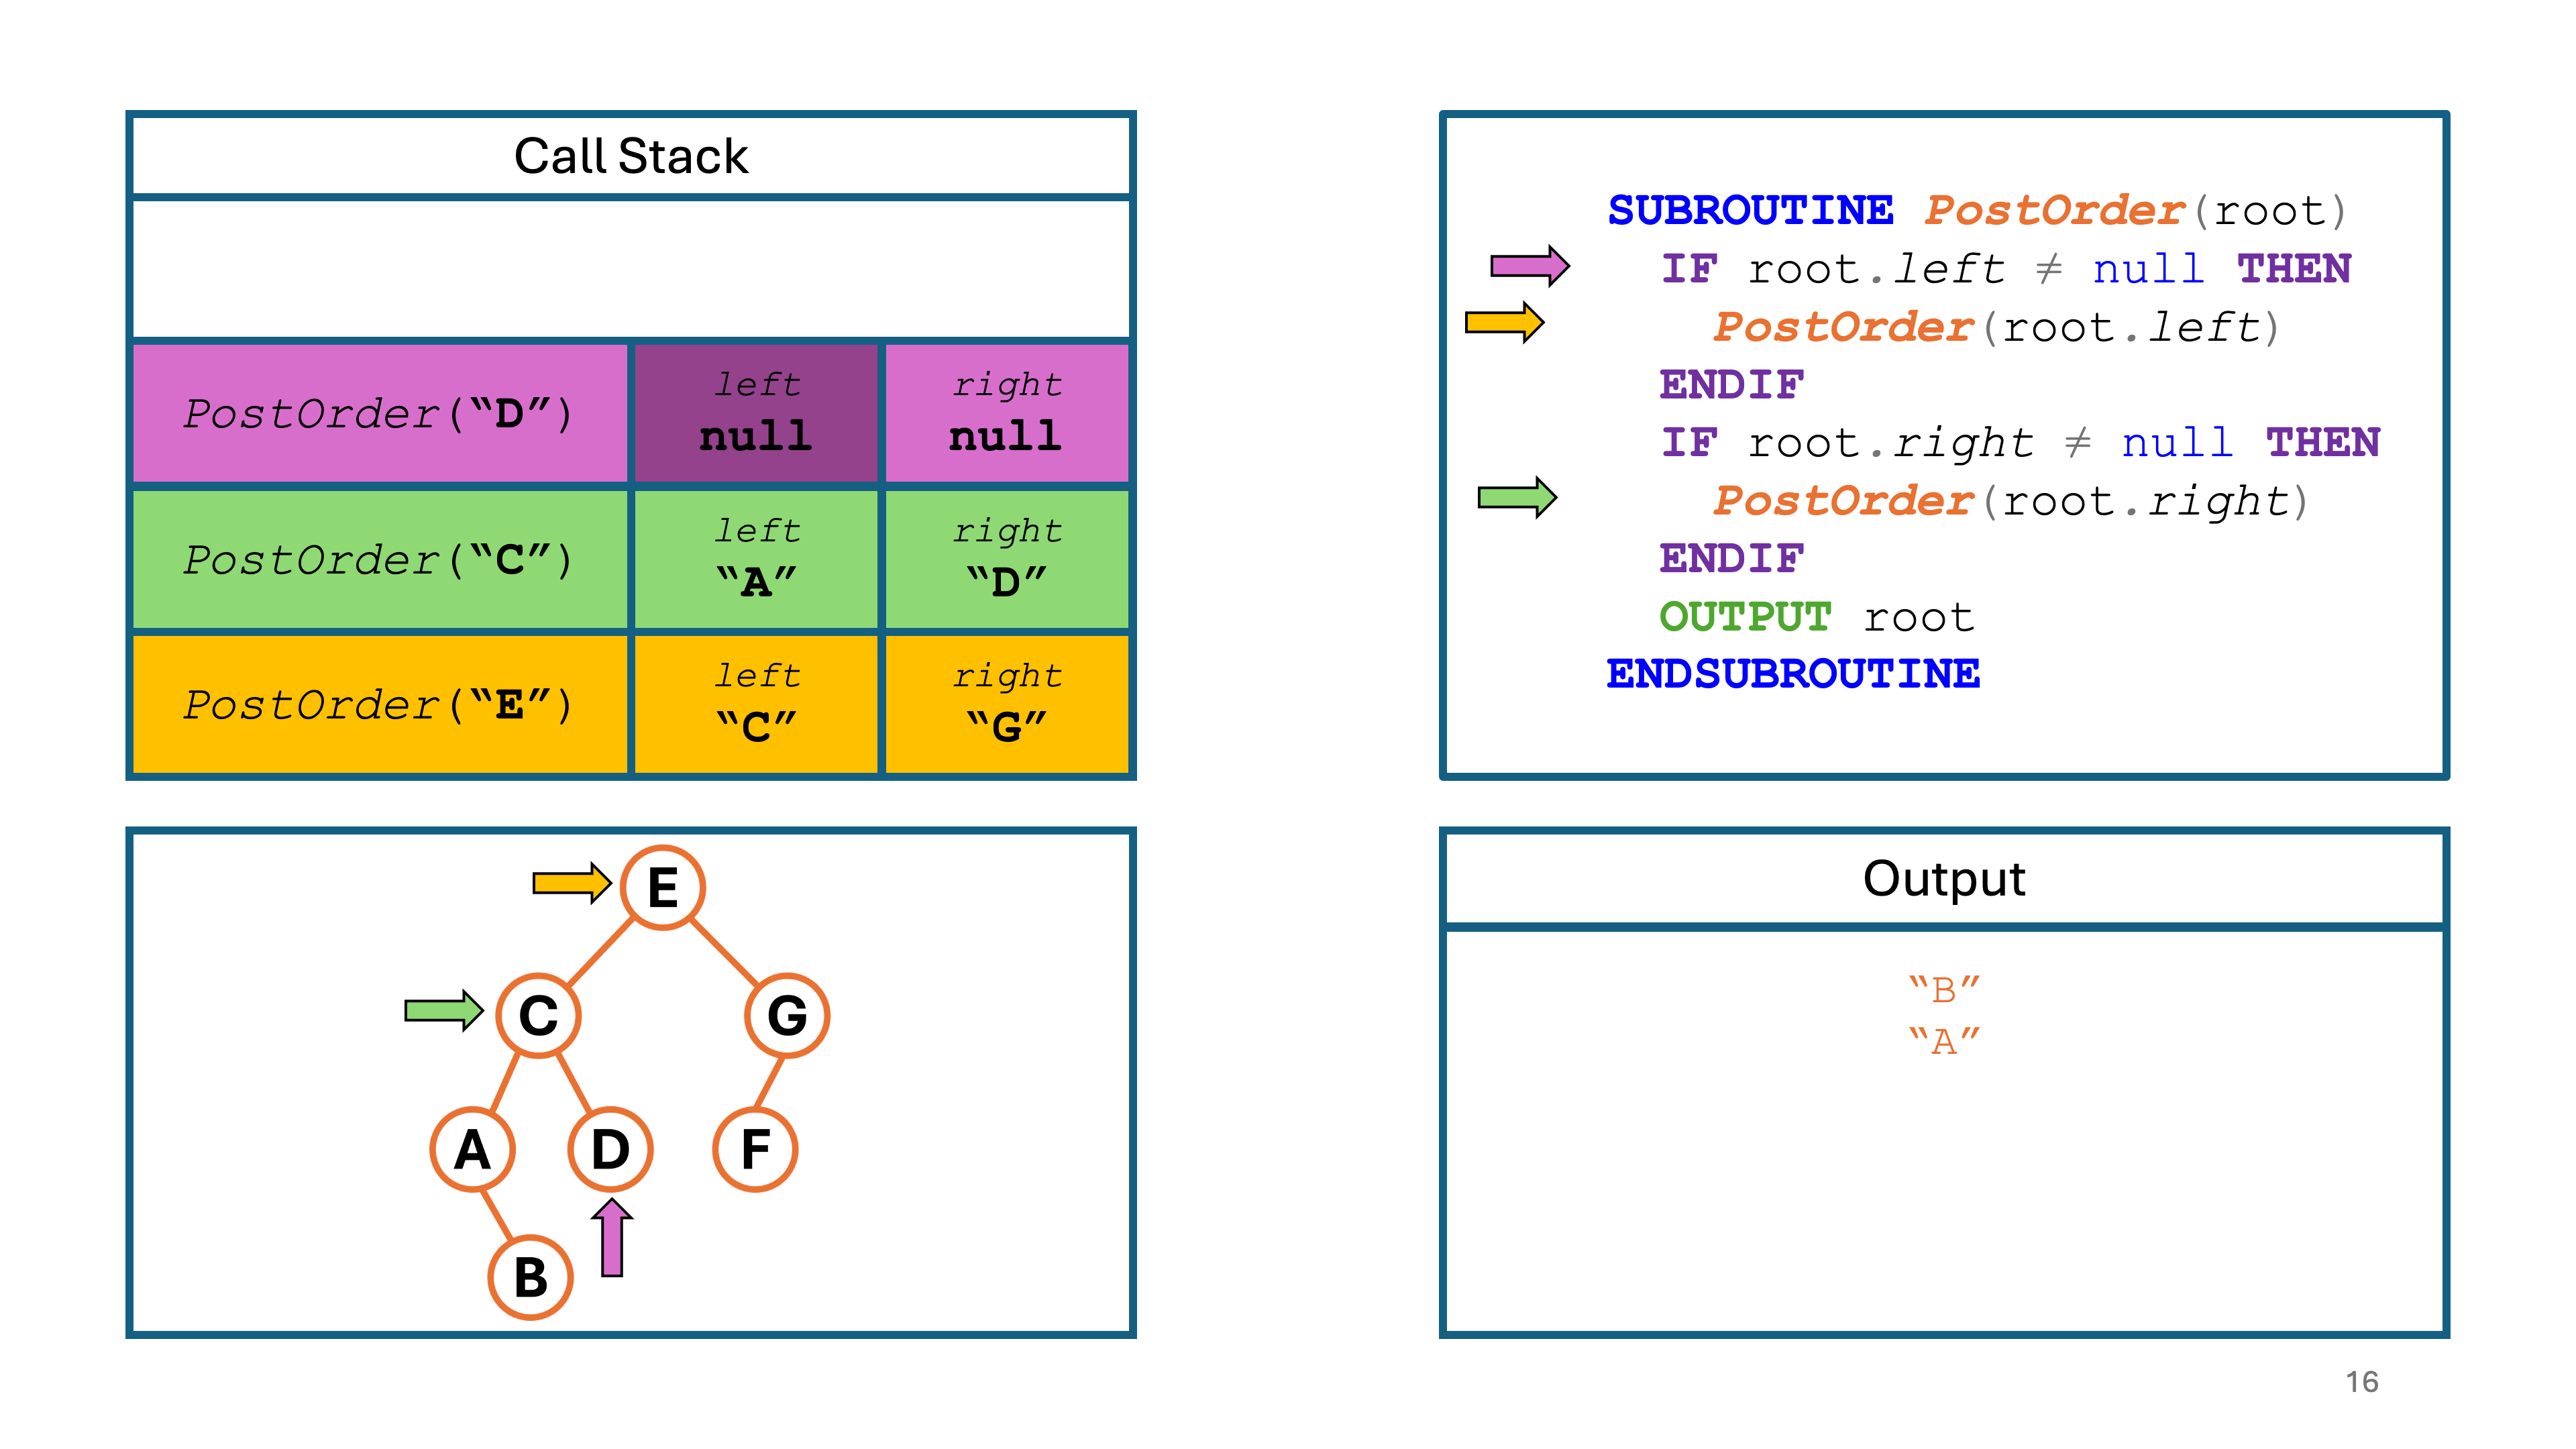 Call Stack
PostOrder(“D”)
left
null
right
null
PostOrder(“C”)
left
“A”
right
“D”
PostOrder(“E”)
left
“C”
right
“G”
SUBROUTINE PostOrder(root)
IF root.left ≠ null THEN
PostOrder(root.left)
ENDIF
IF root.right ≠ null THEN
PostOrder(root.right)
ENDIF
OUTPUT root
ENDSUBROUTINE
E
C
G
A
D
F
B
Output
“B”
“A”
16